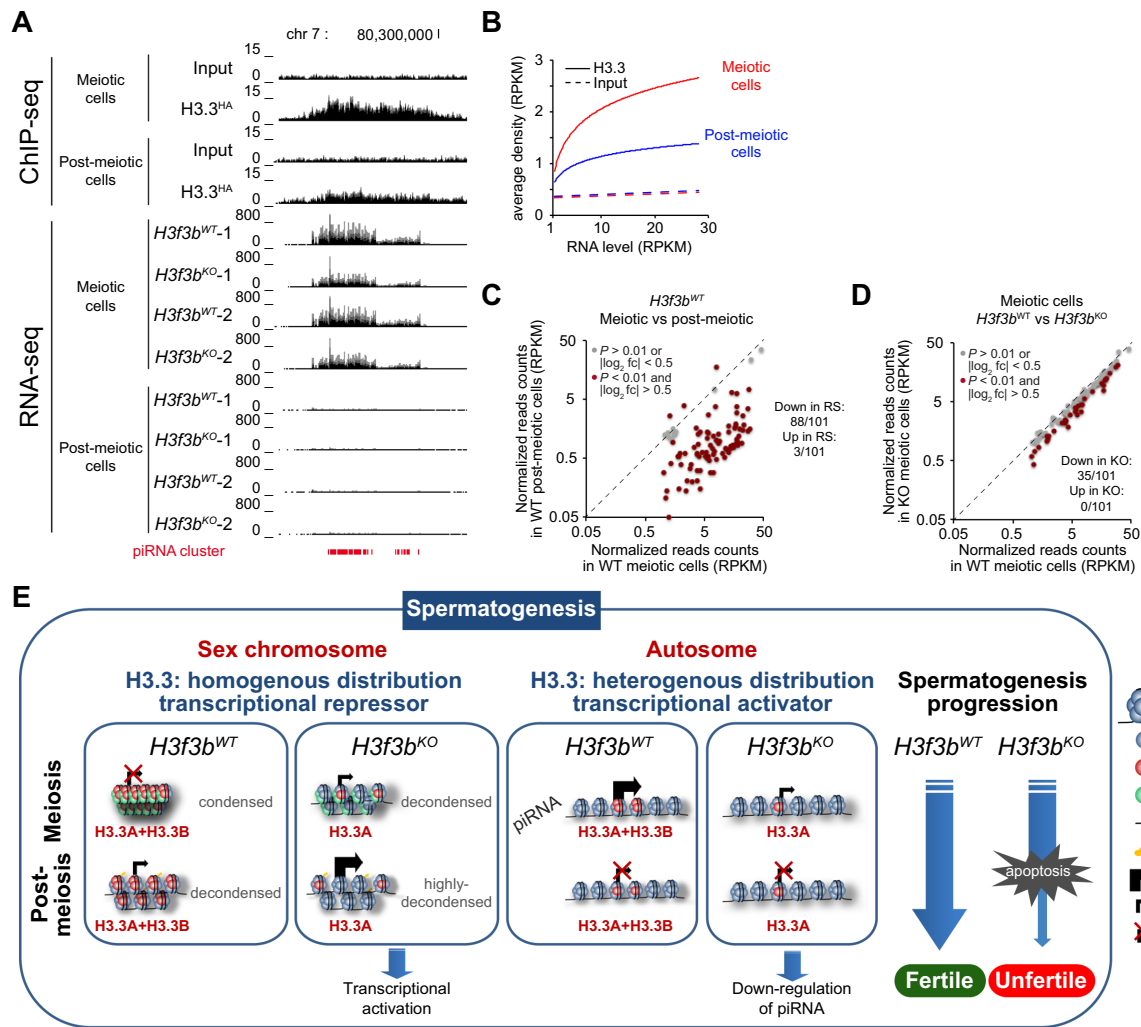 A
chr 7 : 80,300,000
ChIP-seq
Meiotic
cells
Input
15
0
H3.3HA
15
0
Post-meiotic
cells
Input
15
0
H3.3HA
15
0
RNA-seq
Meiotic
cells
H3f3bWT-1
800
0
H3f3bKO-1
800
0
H3f3bWT-2
800
0
H3f3bKO-2
800
0
Post-meiotic
cells
H3f3bWT-1
800
0
H3f3bKO-1
800
0
H3f3bWT-2
800
0
H3f3bKO-2
800
0
piRNA cluster
B
average density (RPKM)
3
2
1
0
H3.3
Input
Meiotic
cells
Post-meiotic
cells
1 10 20 30
RNA level (RPKM)
C
H3f3bWT
Meiotic vs post-meiotic
Normalized reads counts
in WT post-meiotic cells (RPKM)
50
5
0.5
0.05
P > 0.01 or
|log2 fc| < 0.5
P < 0.01 and
|log2 fc| > 0.5
Down in RS:
88/101
Up in RS:
3/101
0.05 0.5 5 50
Normalized reads counts
in WT meiotic cells (RPKM)
D
Meiotic cells
H3f3bWT vs H3f3bKO
Normalized reads counts
in KO meiotic cells (RPKM)
50
5
0.5
0.05
P > 0.01 or
|log2 fc| < 0.5
P < 0.01 and
|log2 fc| > 0.5
Down in KO:
35/101
Up in KO:
0/101
0.05 0.5 5 50
Normalized reads counts
in WT meiotic cells (RPKM)
E
Spermatogenesis
Sex chromosome
H3.3: homogenous distribution
transcriptional repressor
Autosome
H3.3: heterogenous distribution
transcriptional activator
Spermatogenesis
progression
Meiosis
Post-
meiosis
H3f3bWT
condensed
H3.3A+H3.3B
decondensed
H3.3A+H3.3B
H3f3bKO
decondensed
H3.3A
highly-
decondensed
H3.3A
Transcriptional
activation
H3f3bWT
piRNA
H3.3A+H3.3B
H3.3A+H3.3B
H3f3bKO
H3.3A
H3.3A
Down-regulation
of piRNA
H3f3bWT
H3f3bKO
apoptosis
Fertile
Unfertile